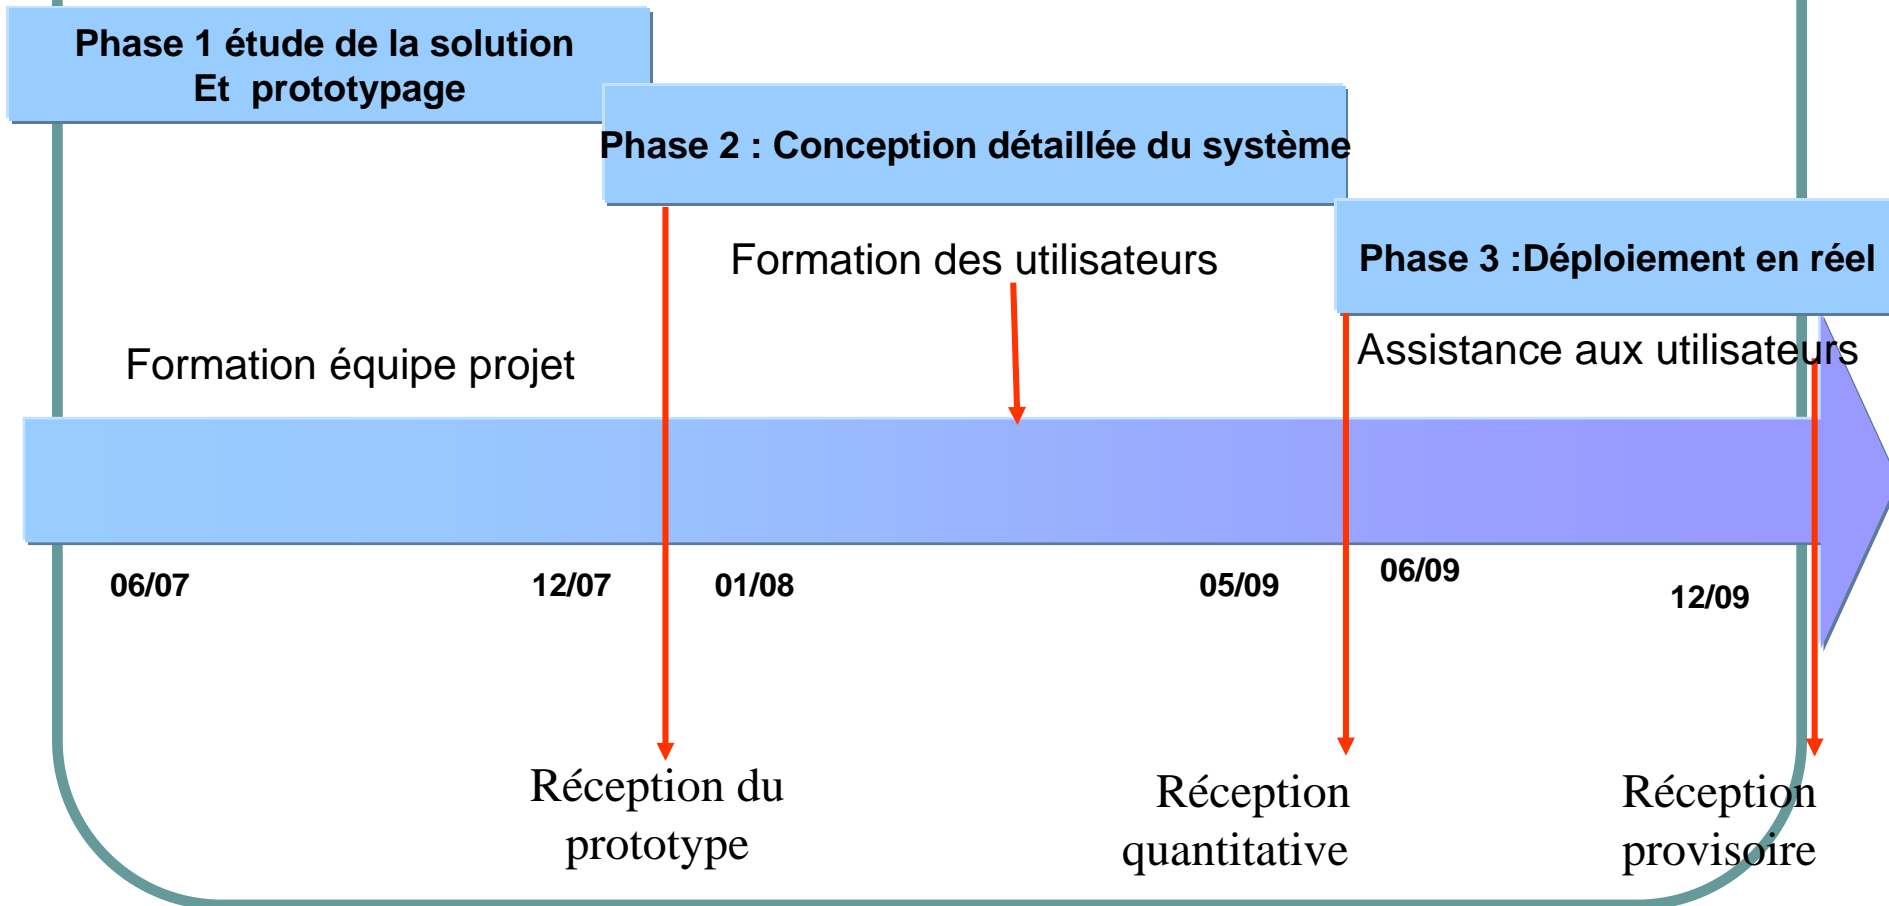 Phase 1 étude de la solution
Et prototypage
Phase 2 : Conception détaillée du système
Phase 3 :Déploiement en réel
Formation des utilisateurs
Assistance aux utilisateurs
Formation équipe projet
06/07
12/07
01/08
05/09
06/09
12/09
Réception du
prototype
Réception
quantitative
Réception
provisoire